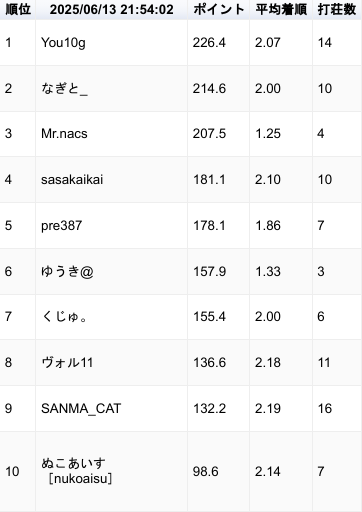 順位 2025/06/13 21:54:02 ポイント 平均着順 打荘数
1 You10g 226.4 2.07 14
2 なぎと_ 214.6 2.00 10
3 Mr.nacs 207.5 1.25 4
4 sasakaikai 181.1 2.10 10
5 pre387 178.1 1.86 7
6 ゆうき@ 157.9 1.33 3
7 くじゅ。 155.4 2.00 6
8 ヴォル11 136.6 2.18 11
9 SANMA_CAT 132.2 2.19 16
10 ぬこあいす 98.6 2.14 7
［nukoaisu］